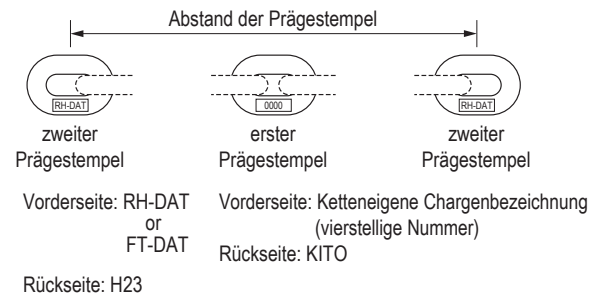 Abstand der Prägestempel
RH-DAT
0000
RH-DAT
zweiter
Prägestempel
erster
Prägestempel
zweiter
Prägestempel
Vorderseite: RH-DAT
or
FT-DAT
Rückseite: H23
Vorderseite: Ketteneigene Chargenbezeichnung
(vierstellige Nummer)
Rückseite: KITO